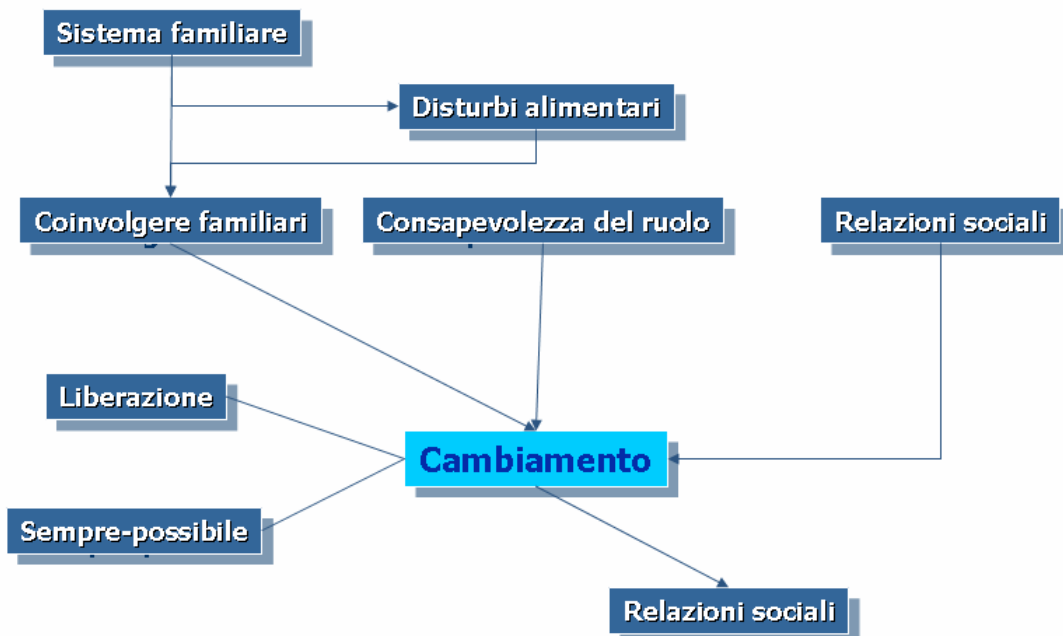 Sistema familiare
Disturbi alimentari
Coinvolgere familiari
Consapevolezza del ruolo
Relazioni sociali
Liberazione
Cambiamento
Sempre-possibile
Relazioni sociali